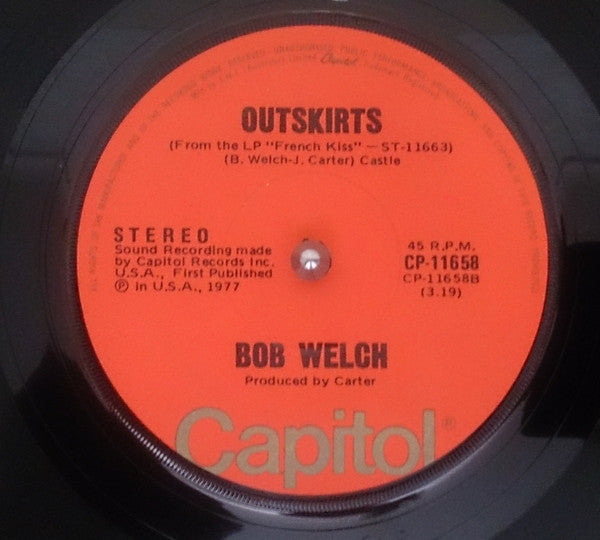 OUTSKIRTS
(From the LP "French Kiss" – ST-11663)
(B. Welch-J. Carter) Castle
STEREO
Sound Recording made
by Capitol Records Inc.
U.S.A., First Published
℗ in U.S.A., 1977
45 R.P.M.
CP-11658
CP-11658B
(3.19)
BOB WELCH
Produced by Carter
Capitol®